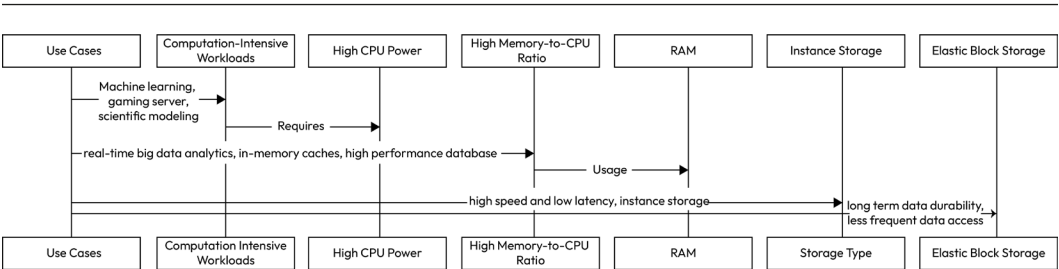 Use Cases
Computation-Intensive
Workloads
High CPU Power
High Memory-to-CPU
Ratio
RAM
Instance Storage
Elastic Block Storage
Machine learning,
gaming server,
scientific modeling
Requires
real-time big data analytics, in-memory caches, high performance database
Usage
high speed and low latency, instance storage
long term data durability,
less frequent data access
Use Cases
Computation Intensive
Workloads
High CPU Power
High Memory-to-CPU
Ratio
RAM
Storage Type
Elastic Block Storage